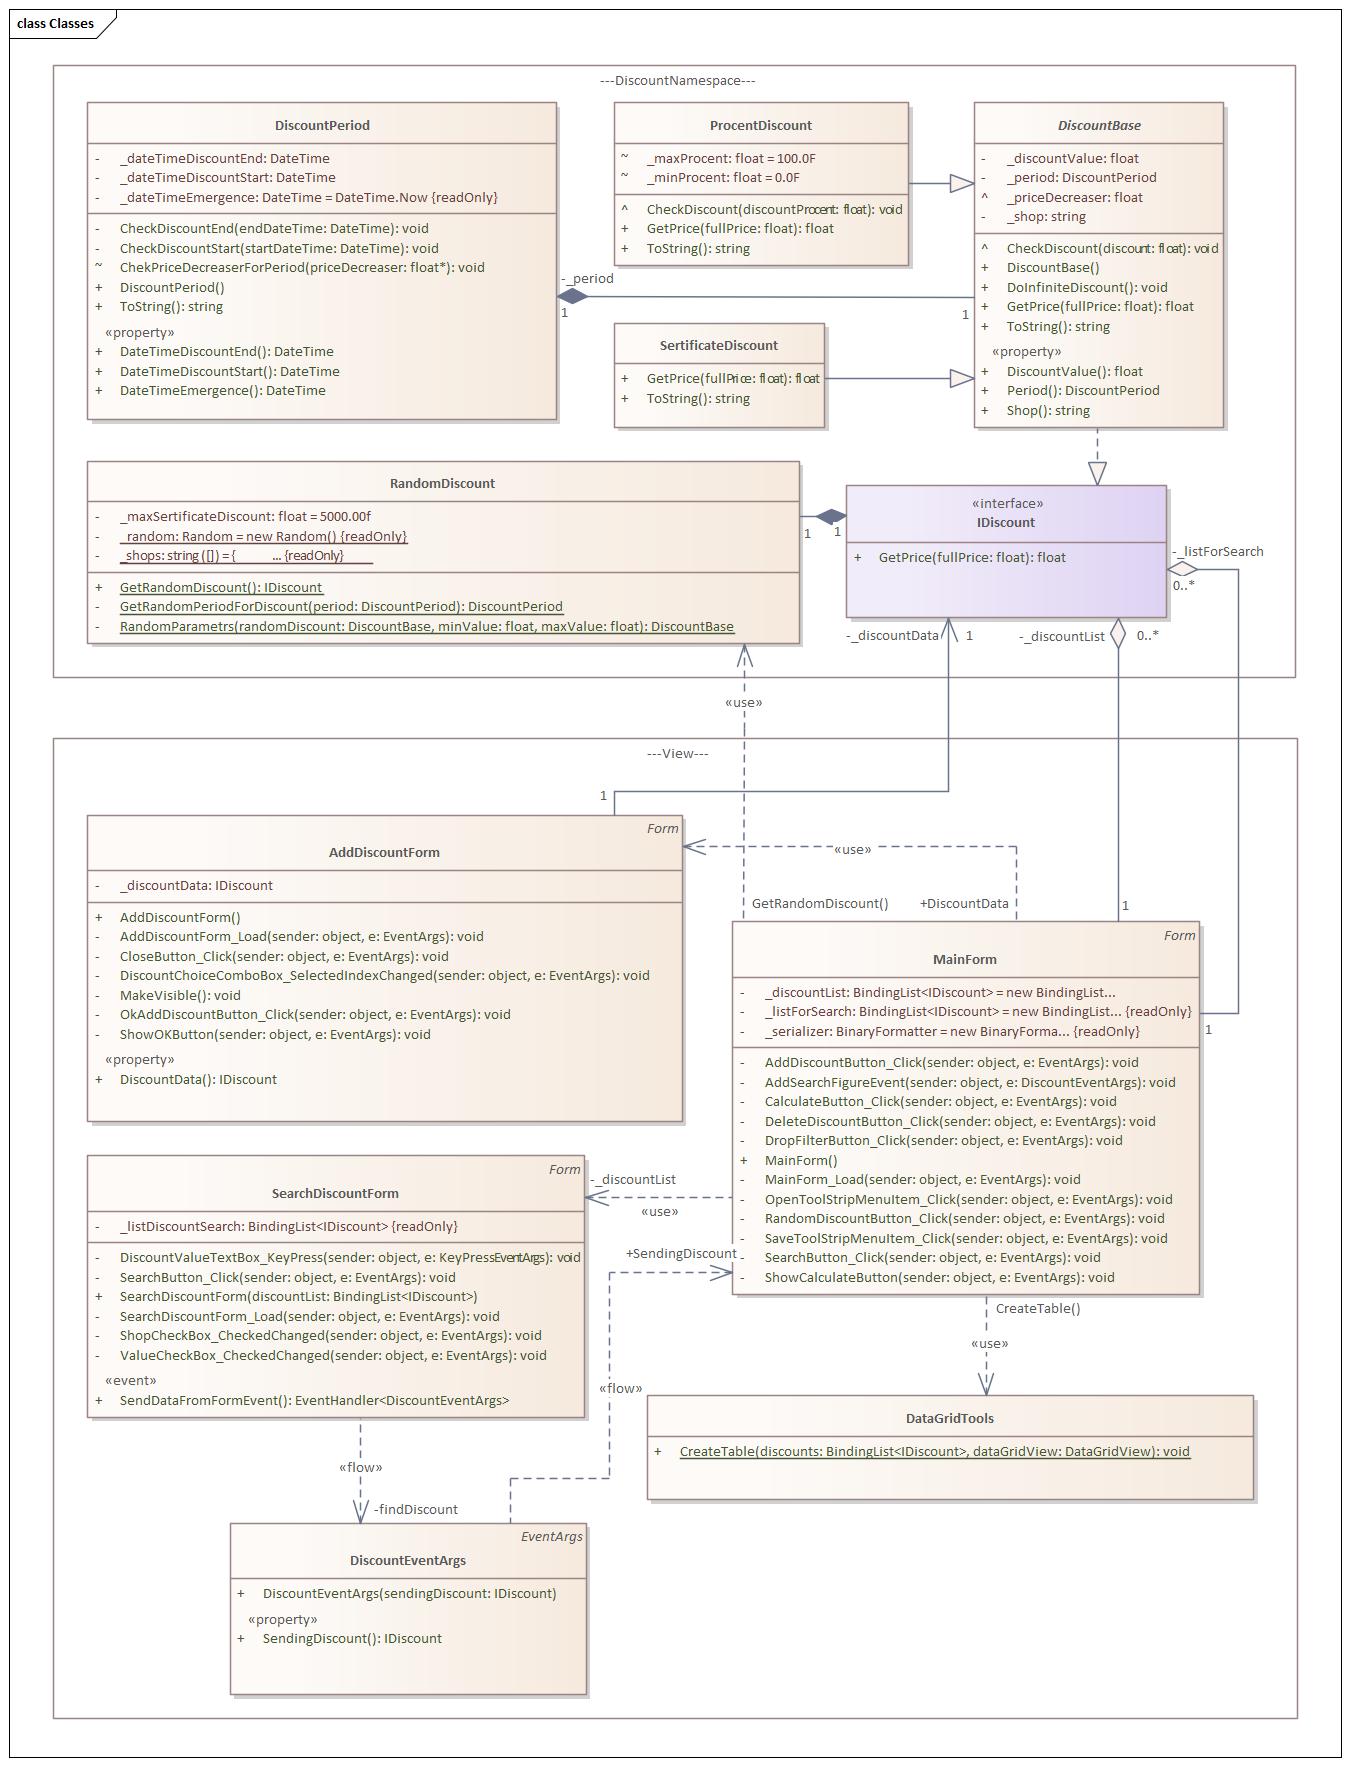 class Classes
---DiscountNamespace---
DiscountPeriod
- _dateTimeDiscountEnd: DateTime
- _dateTimeDiscountStart: DateTime
- _dateTimeEmergence: DateTime = DateTime.Now {readOnly}
- CheckDiscountEnd(endDateTime: DateTime): void
- CheckDiscountStart(startDateTime: DateTime): void
~ ChekPriceDecreaserForPeriod(priceDecreaser: float*): void
+ DiscountPeriod()
+ ToString(): string
«property»
+ DateTimeDiscountEnd(): DateTime
+ DateTimeDiscountStart(): DateTime
+ DateTimeEmergence(): DateTime
ProcentDiscount
~ _maxProcent: float = 100.0F
~ _minProcent: float = 0.0F
^ CheckDiscount(discountProcent: float): void
+ GetPrice(fullPrice: float): float
+ ToString(): string
DiscountBase
- _discountValue: float
- _period: DiscountPeriod
^ _priceDecreaser: float
- _shop: string
^ CheckDiscount(discount: float): void
+ DiscountBase()
+ DoInfiniteDiscount(): void
+ GetPrice(fullPrice: float): float
+ ToString(): string
«property»
+ DiscountValue(): float
+ Period(): DiscountPeriod
+ Shop(): string
-_period
1
1
SertificateDiscount
+ GetPrice(fullPrice: float): float
+ ToString(): string
RandomDiscount
- _maxSertificateDiscount: float = 5000.00f
- _random: Random = new Random() {readOnly}
- _shops: string ([]) = { ... {readOnly}
+ GetRandomDiscount(): IDiscount
- GetRandomPeriodForDiscount(period: DiscountPeriod): DiscountPeriod
- RandomParametrs(randomDiscount: DiscountBase, minValue: float, maxValue: float): DiscountBase
1
1
«interface»
IDiscount
+ GetPrice(fullPrice: float): float
-_listForSearch
0..*
-_discountData
1
-_discountList
0..*
«use»
---View---
1
Form
AddDiscountForm
- _discountData: IDiscount
+ AddDiscountForm()
- AddDiscountForm_Load(sender: object, e: EventArgs): void
- CloseButton_Click(sender: object, e: EventArgs): void
- DiscountChoiceComboBox_SelectedIndexChanged(sender: object, e: EventArgs): void
- MakeVisible(): void
- OkAddDiscountButton_Click(sender: object, e: EventArgs): void
- ShowOKButton(sender: object, e: EventArgs): void
«property»
+ DiscountData(): IDiscount
«use»
GetRandomDiscount()
+DiscountData
1
Form
MainForm
- _discountList: BindingList<IDiscount> = new BindingList...
- _listForSearch: BindingList<IDiscount> = new BindingList... {readOnly}
- _serializer: BinaryFormatter = new BinaryForma... {readOnly}
- AddDiscountButton_Click(sender: object, e: EventArgs): void
- AddSearchFigureEvent(sender: object, e: DiscountEventArgs): void
- CalculateButton_Click(sender: object, e: EventArgs): void
- DeleteDiscountButton_Click(sender: object, e: EventArgs): void
- DropFilterButton_Click(sender: object, e: EventArgs): void
+ MainForm()
- MainForm_Load(sender: object, e: EventArgs): void
- OpenToolStripMenuItem_Click(sender: object, e: EventArgs): void
- RandomDiscountButton_Click(sender: object, e: EventArgs): void
- SaveToolStripMenuItem_Click(sender: object, e: EventArgs): void
- SearchButton_Click(sender: object, e: EventArgs): void
- ShowCalculateButton(sender: object, e: EventArgs): void
1
Form
SearchDiscountForm
- _listDiscountSearch: BindingList<IDiscount> {readOnly}
- DiscountValueTextBox_KeyPress(sender: object, e: KeyPressEventArgs): void
- SearchButton_Click(sender: object, e: EventArgs): void
+ SearchDiscountForm(discountList: BindingList<IDiscount>)
- SearchDiscountForm_Load(sender: object, e: EventArgs): void
- ShopCheckBox_CheckedChanged(sender: object, e: EventArgs): void
- ValueCheckBox_CheckedChanged(sender: object, e: EventArgs): void
«event»
+ SendDataFromFormEvent(): EventHandler<DiscountEventArgs>
-_discountList
«use»
+SendingDiscount
CreateTable()
«use»
«flow»
DataGridTools
+ CreateTable(discounts: BindingList<IDiscount>, dataGridView: DataGridView): void
«flow»
-findDiscount
EventArgs
DiscountEventArgs
+ DiscountEventArgs(sendingDiscount: IDiscount)
«property»
+ SendingDiscount(): IDiscount